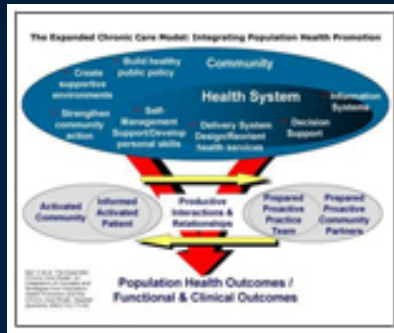 The Expanded Chronic Care Model: Integrating Population Health Promotion
Build healthy
public policy
Community
Create
supportive
environments
Health System
Information
Systems
Strengthen
community
action
Self-
Management
Support/Develop
personal skills
Delivery System
Design/Reorient
health services
Decision
Support
Activated
Community
Informed
Activated
Patient
Productive
Interactions &
Relationships
Prepared
Proactive
Practice
Team
Prepared
Proactive
Community
Partners
Population Health Outcomes /
Functional & Clinical Outcomes